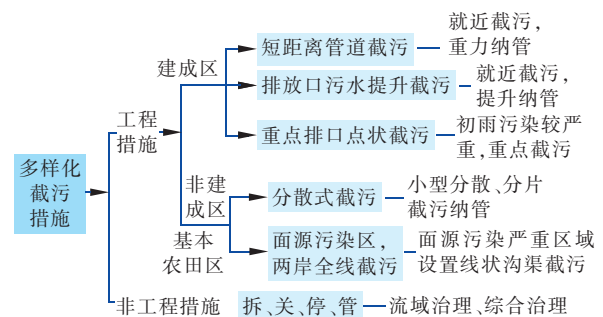 就近截污，
短距离管道截污
重力纳管
建成区
就近截污，
排放口污水提升截污
提升纳管
工程
措施
初雨污染较严
重点排口点状截污
重，重点截污
多样化
截污
措施
非建
成区
小型分散、分片
分散式截污
截污纳管
基本
农田区
面源污染区，
两岸全线截污
面源污染严重区域
设置线状沟渠截污
非工程措施
拆、关、停、管
流域治理、综合治理